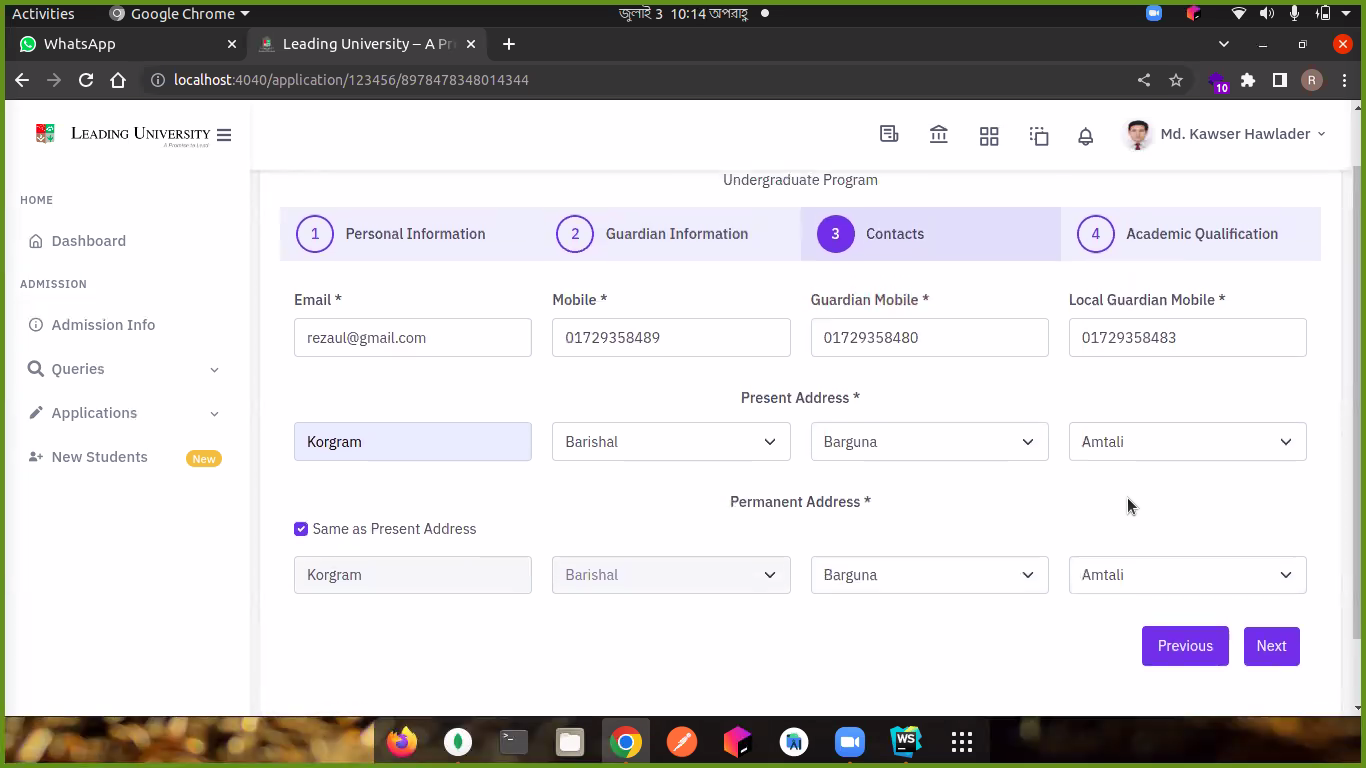 Activities Google Chrome জুলাই 3 10:14 অপরাহ্ণ
WhatsApp Leading University – A Pr
localhost:4040/application/123456/8978478348014344 10 R
LEADING UNIVERSITY
A Promise to Lead
Md. Kawser Hawlader
HOME
Dashboard
ADMISSION
Admission Info
Queries
Applications
New Students New
Undergraduate Program
1 Personal Information 2 Guardian Information 3 Contacts 4 Academic Qualification
Email * Mobile * Guardian Mobile * Local Guardian Mobile *
rezaul@gmail.com 01729358489 01729358480 01729358483
Present Address *
Korgram Barishal Barguna Amtali
Permanent Address *
Same as Present Address
Korgram Barishal Barguna Amtali
Previous Next
WS